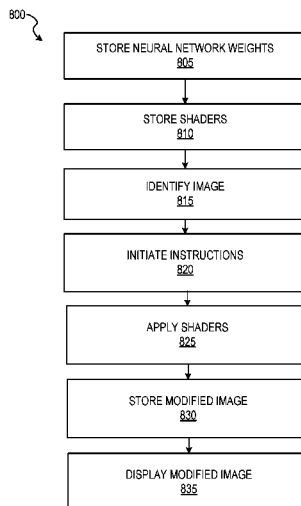 800
STORE NEURAL NETWORK WEIGHTS
805
STORE SHADERS
810
IDENTIFY IMAGE
815
INITIATE INSTRUCTIONS
820
APPLY SHADERS
825
STORE MODIFIED IMAGE
830
DISPLAY MODIFIED IMAGE
835